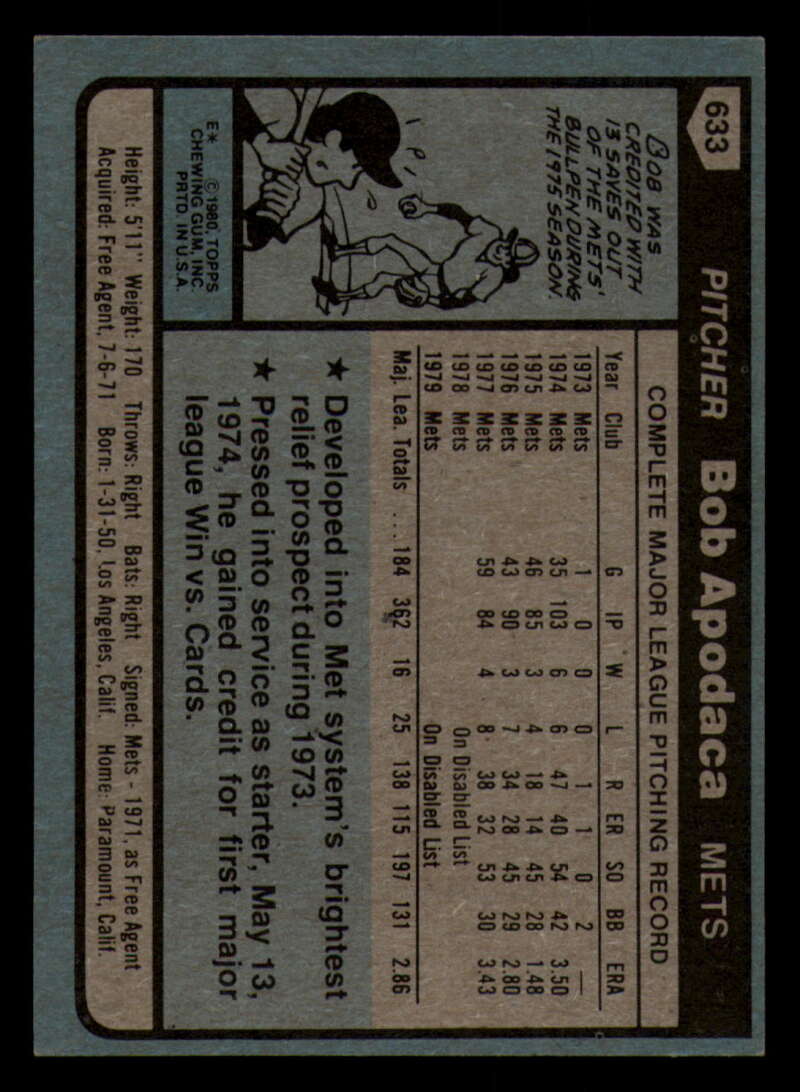 633
PITCHER Bob Apodaca METS
BOB WAS
CREDITED WITH
13 SAVES OUT
OF THE METS'
BULLPEN DURING
THE 1975 SEASON.
E* ©1980, TOPPS
CHEWING GUM, INC.
PRTD. IN U.S.A.
COMPLETE MAJOR LEAGUE PITCHING RECORD
Year Club G IP W L R ER SO BB ERA
1973 Mets 1 0 0 0 1 1 0 2 —
1974 Mets 35 103 6 6 47 40 54 42 3.50
1975 Mets 46 85 3 4 18 14 45 28 1.48
1976 Mets 43 90 3 7 34 28 45 29 2.80
1977 Mets 59 84 4 8 38 32 53 30 3.43
1978 Mets On Disabled List
1979 Mets On Disabled List
Maj. Lea. Totals ... 184 362 16 25 138 115 197 131 2.86
★ Developed into Met system's brightest
relief prospect during 1973.
★ Pressed into service as starter, May 13,
1974, he gained credit for first major
league Win vs. Cards.
Height: 5'11" Weight: 170 Throws: Right Bats: Right Signed: Mets - 1971, as Free Agent
Acquired: Free Agent, 7-6-71 Born: 1-31-50, Los Angeles, Calif. Home: Paramount, Calif.